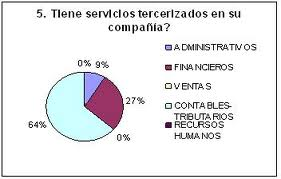 5. Tiene servicios tercerizados en su
compañía?
ADMINISTRATIVOS
FINANCIEROS
VENTAS
CONTABLES-
TRIBUTARIOS
RECURSOS
HUMANOS
0%
9%
27%
0%
64%